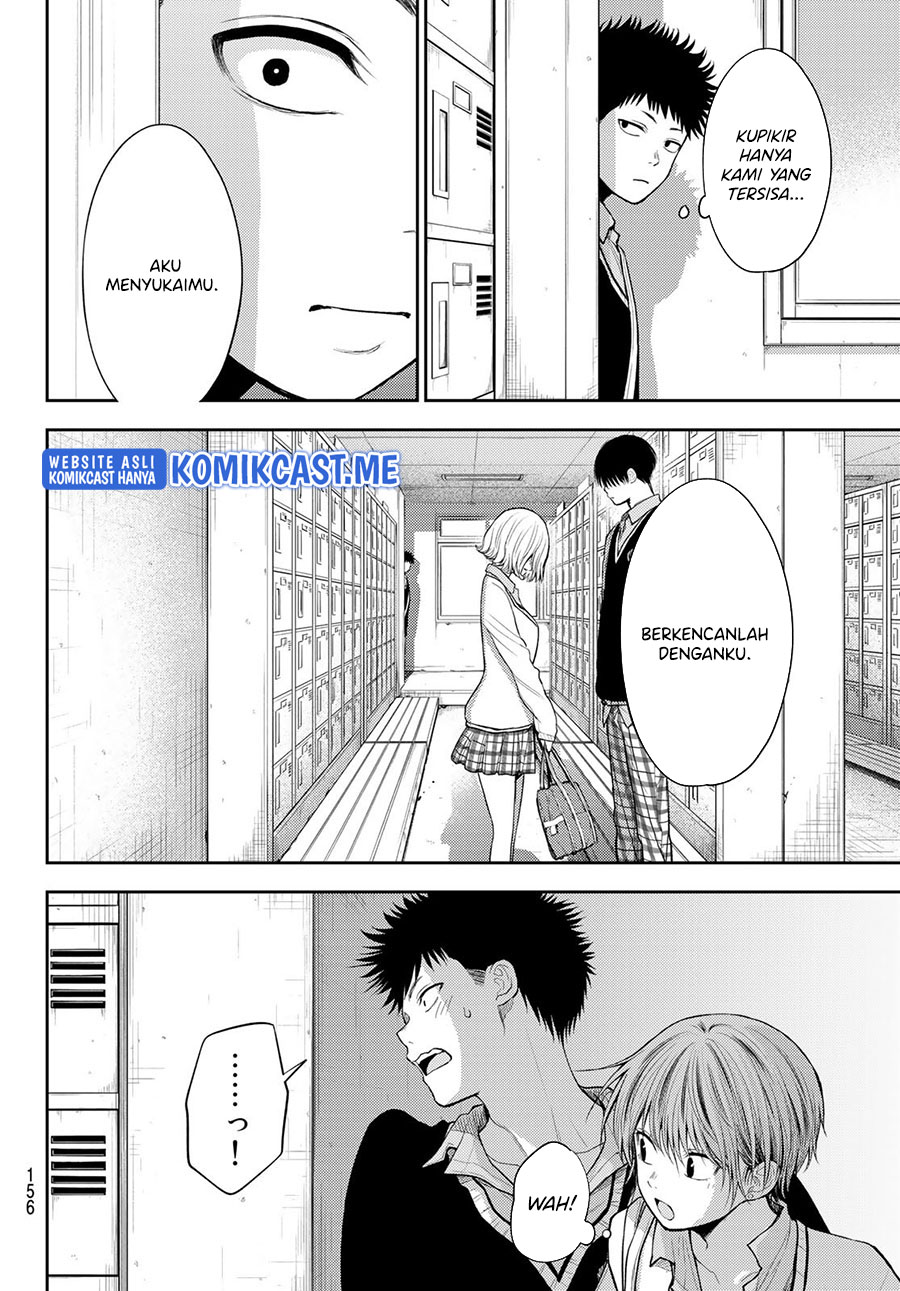 KUPIKIR
HANYA
KAMI YANG
TERSISA...
AKU
MENYUKAIMU.
WEBSITE ASLI
KOMIKCAST HANYA
KOMIKCAST.ME
BERKENCANLAH
DENGANKU.
………っ！
WAH!
156